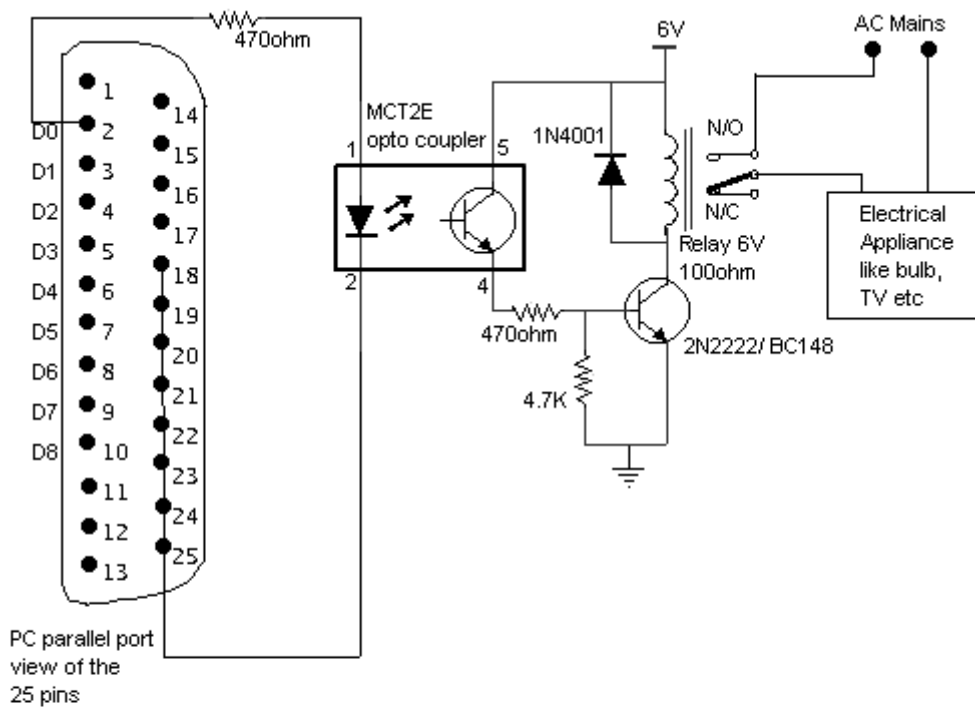 470ohm
6V
AC Mains
1
14
D0
2
15
D1
3
16
D2
4
17
D3
5
18
D4
6
19
D5
7
20
D6
8
21
D7
9
22
D8
10
23
11
24
12
25
13
PC parallel port
view of the
25 pins
MCT2E
opto coupler
1
5
2
4
1N4001
N/O
N/C
Relay 6V
100ohm
470ohm
4.7K
2N2222/ BC148
Electrical
Appliance
like bulb,
TV etc